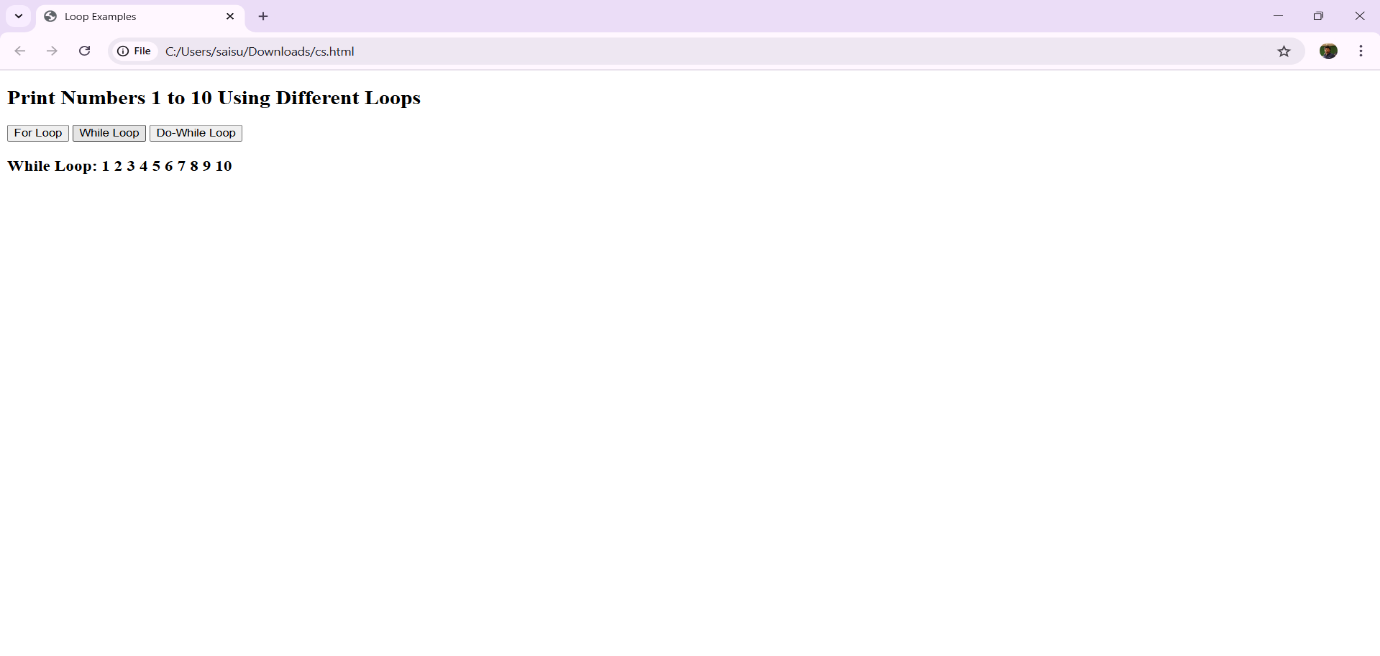 Loop Examples
File C:/Users/saisu/Downloads/cs.html
Print Numbers 1 to 10 Using Different Loops
For Loop While Loop Do-While Loop
While Loop: 1 2 3 4 5 6 7 8 9 10